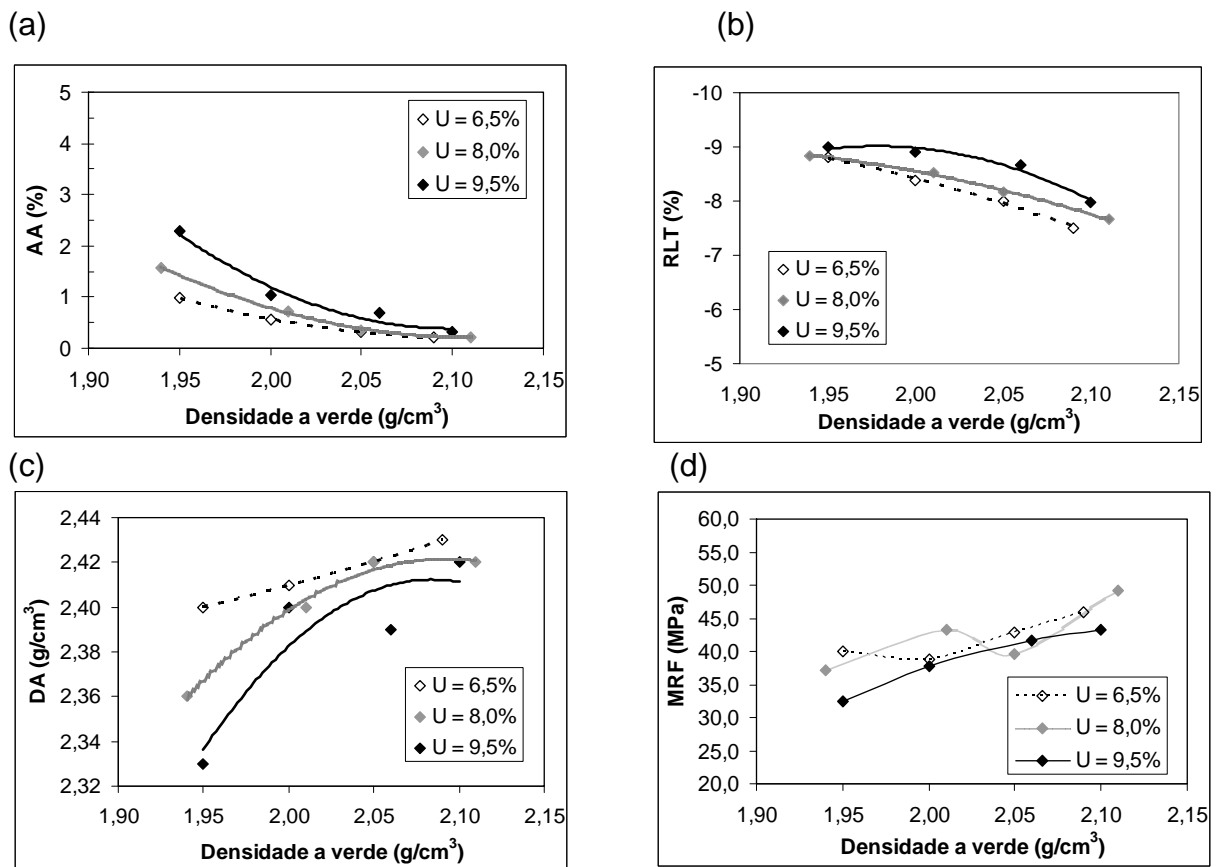 (a)
5
4
3
2
1
0
AA (%)
1,90 1,95 2,00 2,05 2,10 2,15
Densidade a verde (g/cm³)
U = 6,5%
U = 8,0%
U = 9,5%
(b)
-10
-9
-8
-7
-6
-5
RLT (%)
1,90 1,95 2,00 2,05 2,10 2,15
Densidade a verde (g/cm³)
U = 6,5%
U = 8,0%
U = 9,5%
(c)
2,44
2,42
2,40
2,38
2,36
2,34
2,32
DA (g/cm³)
1,90 1,95 2,00 2,05 2,10 2,15
Densidade a verde (g/cm³)
U = 6,5%
U = 8,0%
U = 9,5%
(d)
60,0
55,0
50,0
45,0
40,0
35,0
30,0
25,0
20,0
MRF (MPa)
1,90 1,95 2,00 2,05 2,10 2,15
Densidade a verde (g/cm³)
U = 6,5%
U = 8,0%
U = 9,5%